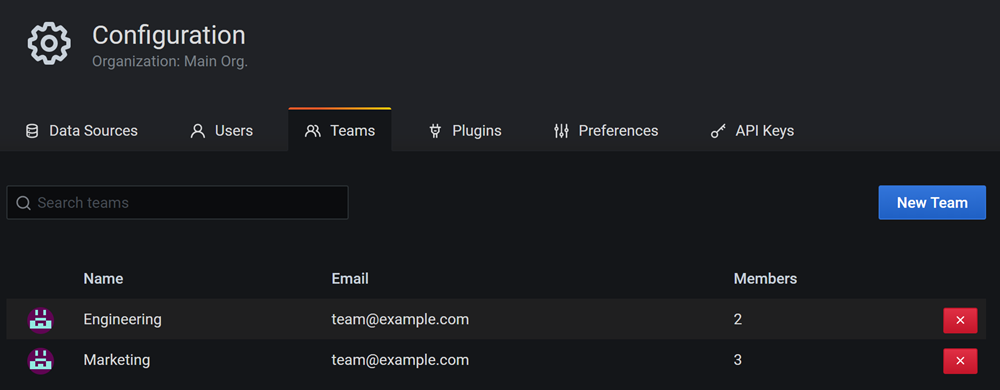 Configuration
Organization: Main Org.
Data Sources Users Teams Plugins Preferences API Keys
Search teams New Team
Name Email Members
Engineering team@example.com 2
Marketing team@example.com 3